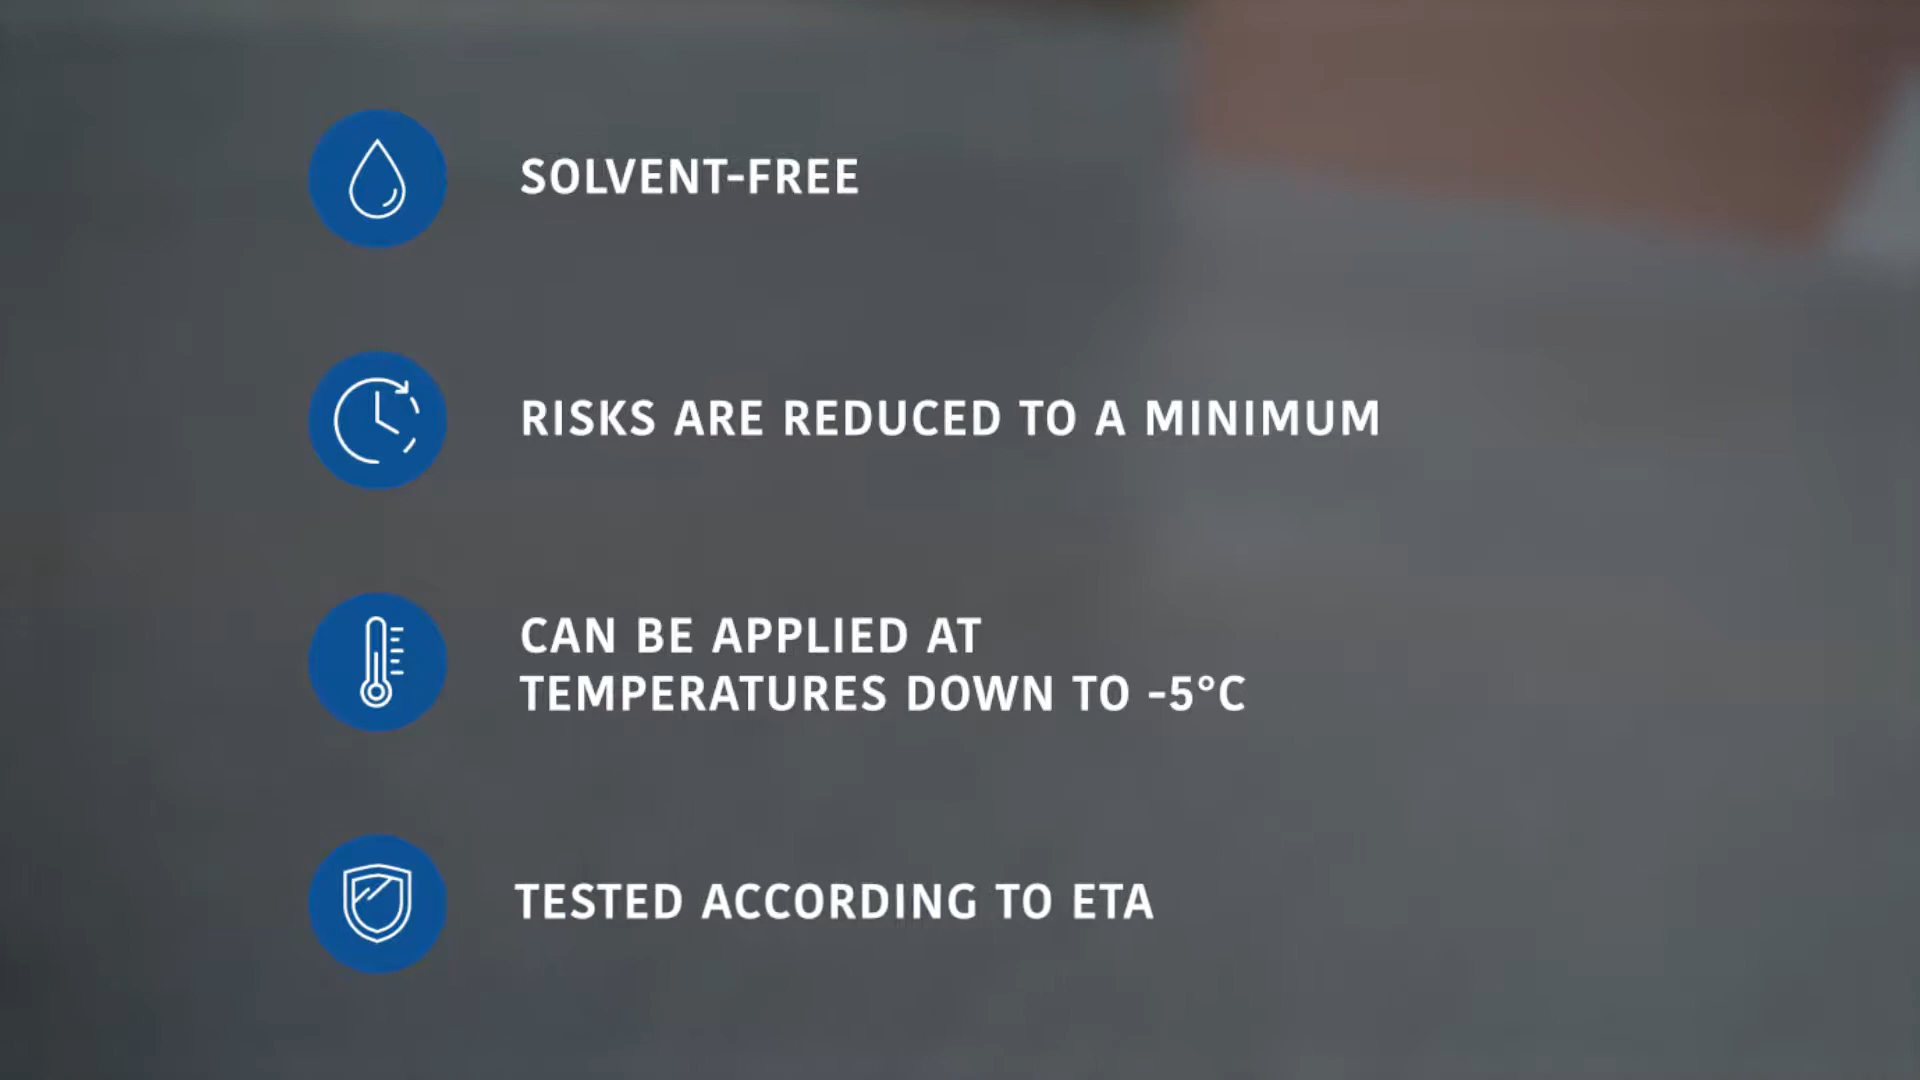 SOLVENT-FREE
RISKS ARE REDUCED TO A MINIMUM
CAN BE APPLIED AT
TEMPERATURES DOWN TO -5°C
TESTED ACCORDING TO ETA